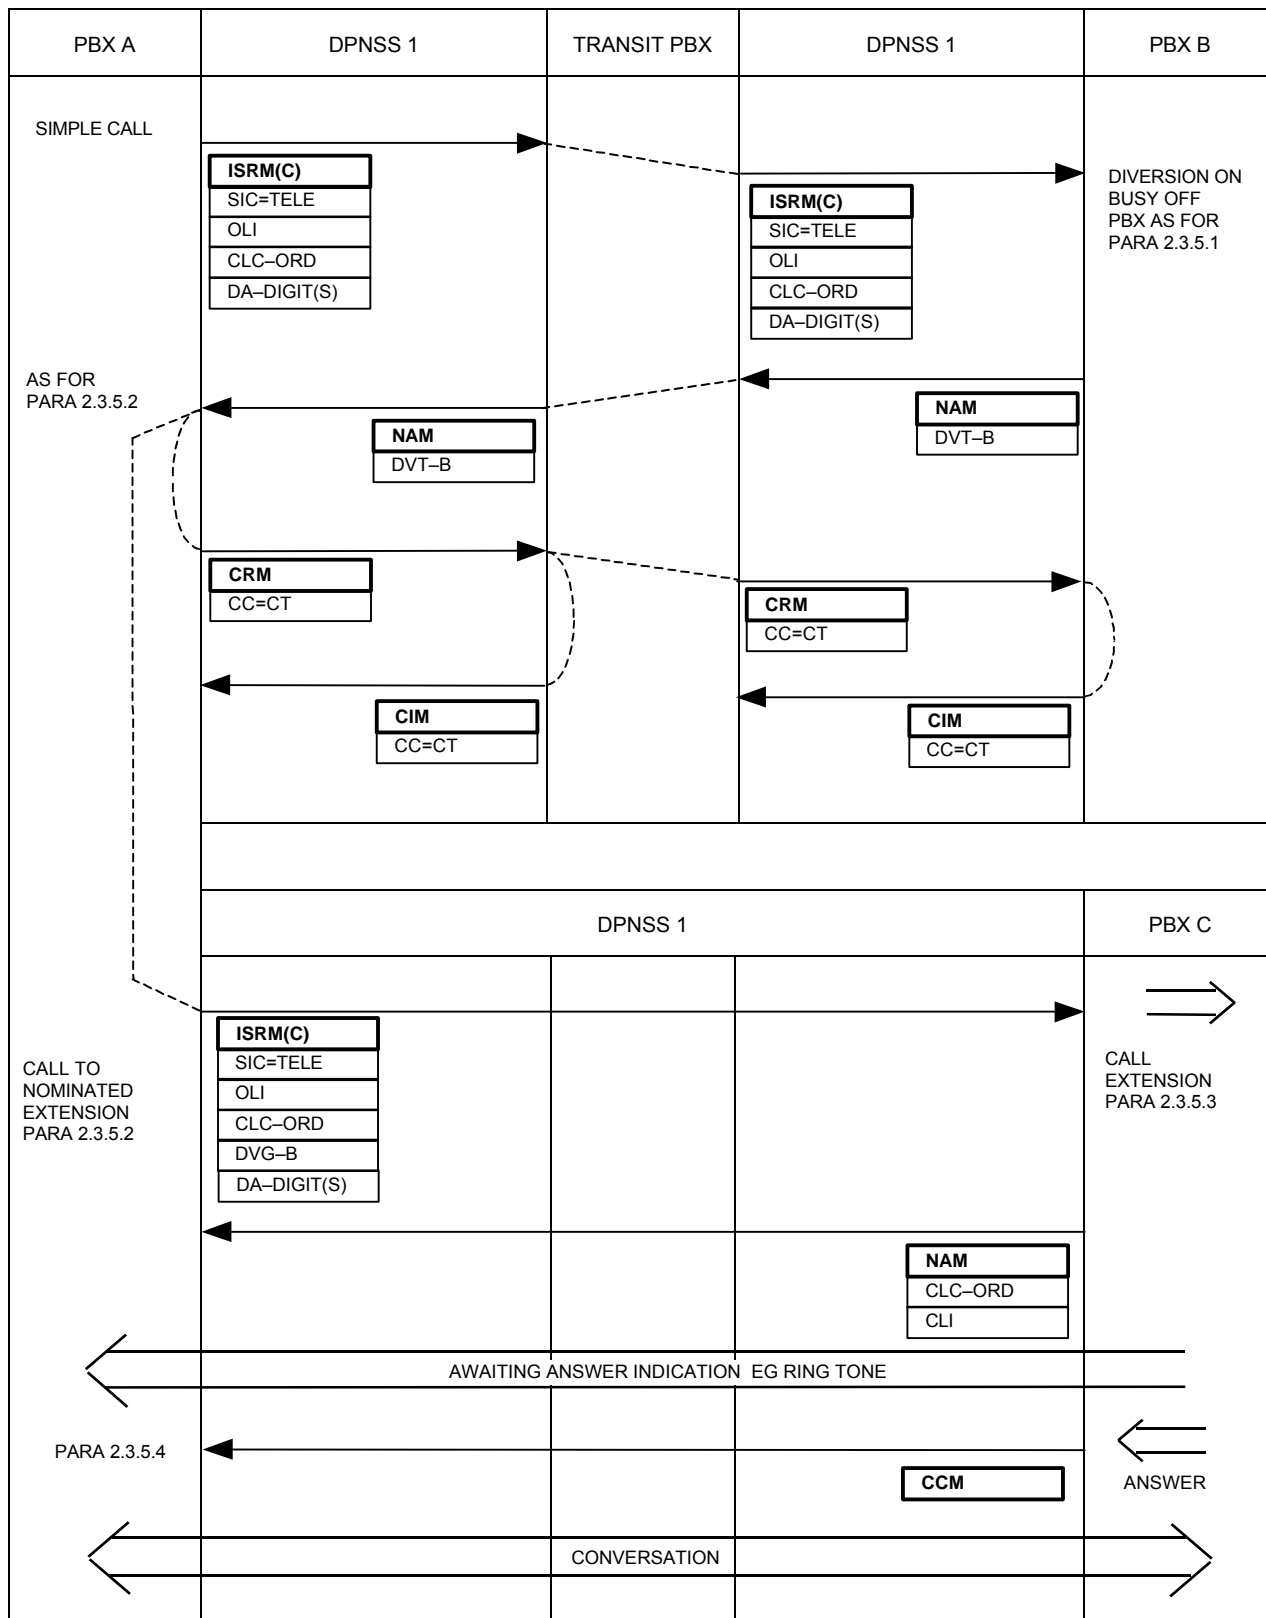 PBX A
DPNSS 1
TRANSIT PBX
DPNSS 1
PBX B
SIMPLE CALL
ISRM(C)
SIC=TELE
OLI
CLC–ORD
DA–DIGIT(S)
ISRM(C)
SIC=TELE
OLI
CLC–ORD
DA–DIGIT(S)
DIVERSION ON
BUSY OFF
PBX AS FOR
PARA 2.3.5.1
AS FOR
PARA 2.3.5.2
NAM
DVT–B
NAM
DVT–B
CRM
CC=CT
CRM
CC=CT
CIM
CC=CT
CIM
CC=CT
DPNSS 1
PBX C
ISRM(C)
SIC=TELE
OLI
CLC–ORD
DVG–B
DA–DIGIT(S)
CALL TO
NOMINATED
EXTENSION
PARA 2.3.5.2
CALL
EXTENSION
PARA 2.3.5.3
NAM
CLC–ORD
CLI
AWAITING ANSWER INDICATION EG RING TONE
PARA 2.3.5.4
CCM
ANSWER
CONVERSATION